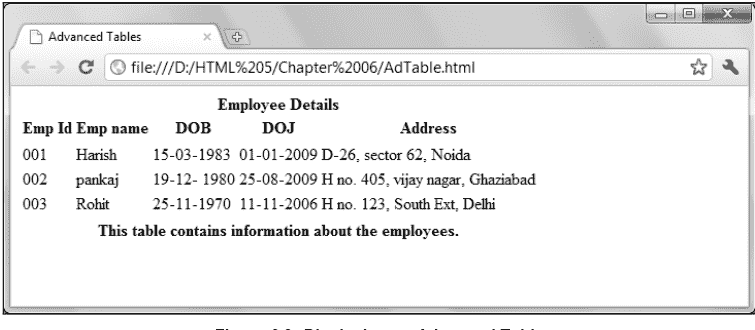 Advanced Tables
file:///D:/HTML%205/Chapter%2006/AdTable.html
Employee Details
Emp Id Emp name DOB DOJ Address
001 Harish 15-03-1983 01-01-2009 D-26, sector 62, Noida
002 pankaj 19-12- 1980 25-08-2009 H no. 405, vijay nagar, Ghaziabad
003 Rohit 25-11-1970 11-11-2006 H no. 123, South Ext, Delhi
This table contains information about the employees.